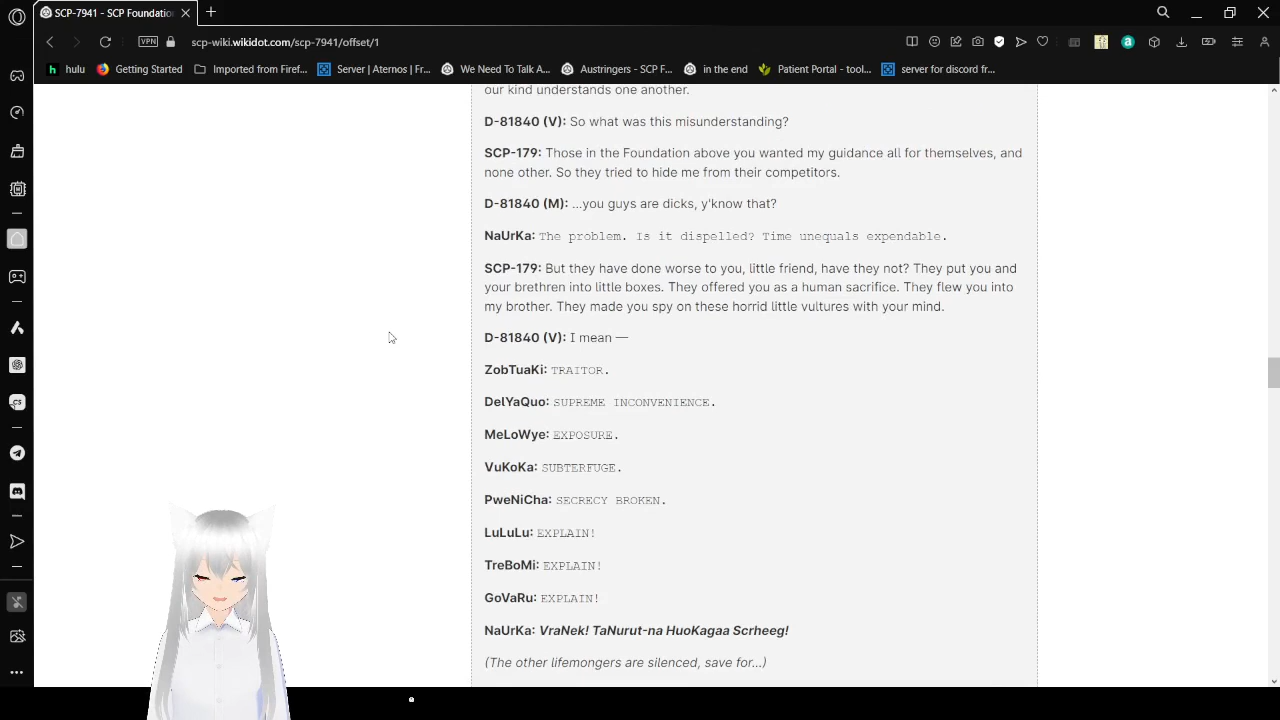 SCP-7941 - SCP Foundatio
scp-wiki.wikidot.com/scp-7941/offset/1
VPN
hulu
Getting Started
Imported from Firef...
Server | Aternos | Fr...
We Need To Talk A...
Austringers - SCP F...
in the end
Patient Portal - tool...
server for discord fr...
our kind understands one another.
D-81840 (V): So what was this misunderstanding?
SCP-179: Those in the Foundation above you wanted my guidance all for themselves, and
none other. So they tried to hide me from their competitors.
D-81840 (M): …you guys are dicks, y'know that?
NaUrKa: The problem. Is it dispelled? Time unequals expendable.
SCP-179: But they have done worse to you, little friend, have they not? They put you and
your brethren into little boxes. They offered you as a human sacrifice. They flew you into
my brother. They made you spy on these horrid little vultures with your mind.
D-81840 (V): I mean —
ZobTuaKi: TRAITOR.
DelYaQuo: SUPREME INCONVENIENCE.
MeLoWye: EXPOSURE.
VuKoKa: SUBTERFUGE.
PweNiCha: SECRECY BROKEN.
LuLuLu: EXPLAIN!
TreBoMi: EXPLAIN!
GoVaRu: EXPLAIN!
NaUrKa: VraNek! TaNurut-na HuoKagaa Scrheeg!
(The other lifemongers are silenced, save for…)